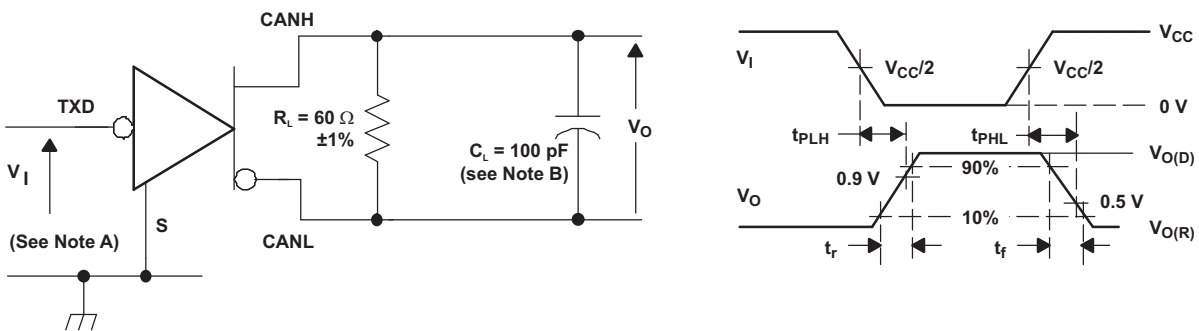 CANH
TXD
R_L = 60 Ω
±1%
C_L = 100 pF
(see Note B)
V_O
V_I
(See Note A)
S
CANL
V_CC
V_I
V_CC/2
V_CC/2
0 V
t_PLH
t_PHL
V_O(D)
90%
0.9 V
V_O
0.5 V
10%
V_O(R)
t_r
t_f